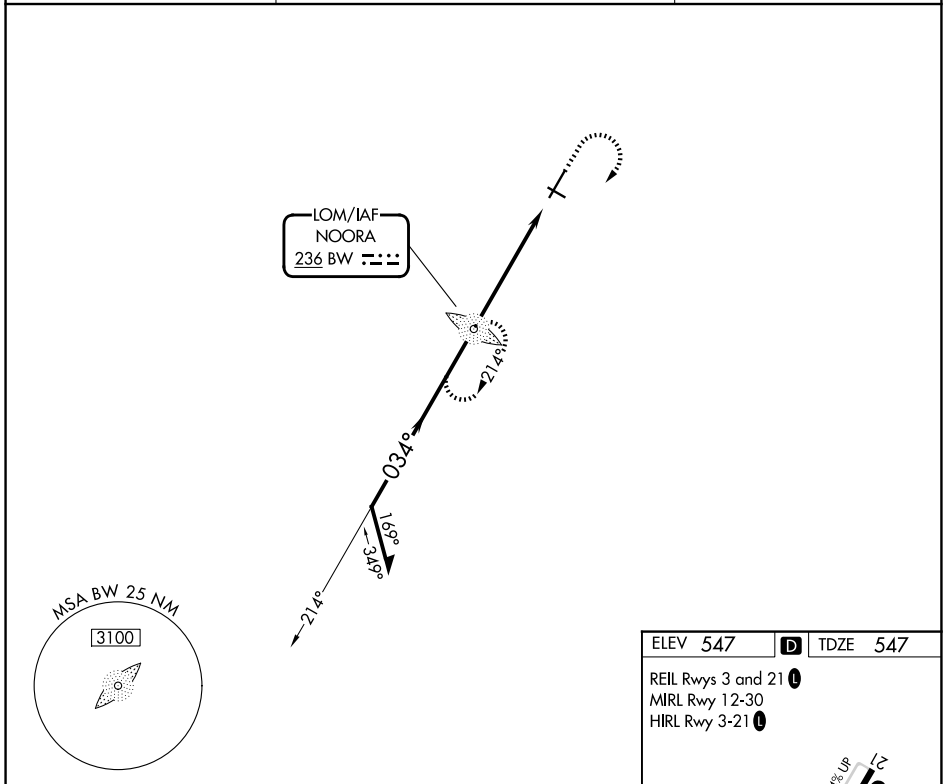 LOM/IAF
NOORA
236 BW
214°
034°
169°
349°
214°
MSA BW 25 NM
3100
ELEV 547 D TDZE 547
REIL Rwys 3 and 21 L
MIRL Rwy 12-30
HIRL Rwy 3-21 L
% UP
21